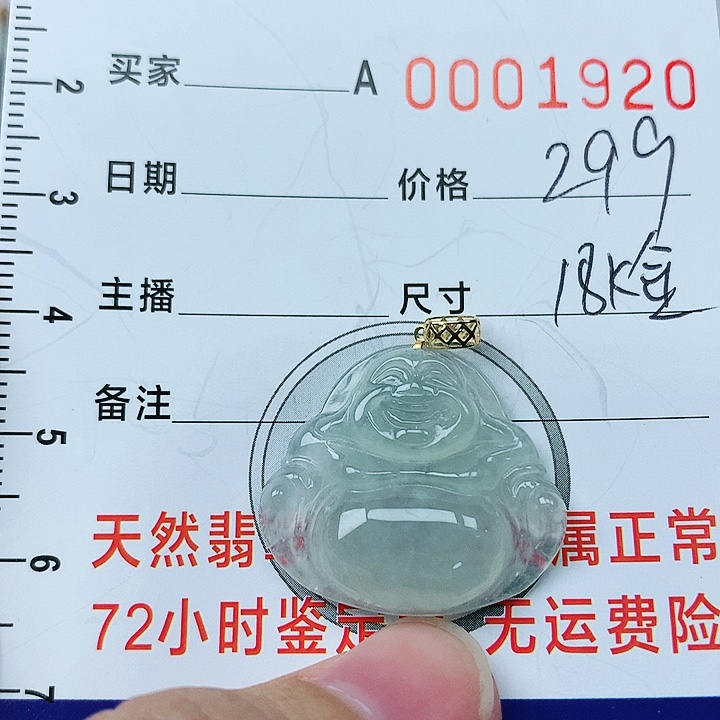 买家 A 0001920
日期 价格 299
主播 尺寸 18K金
备注
天然翡 属正常
72小时鉴定 无运费险
2
3
4
5
6
7